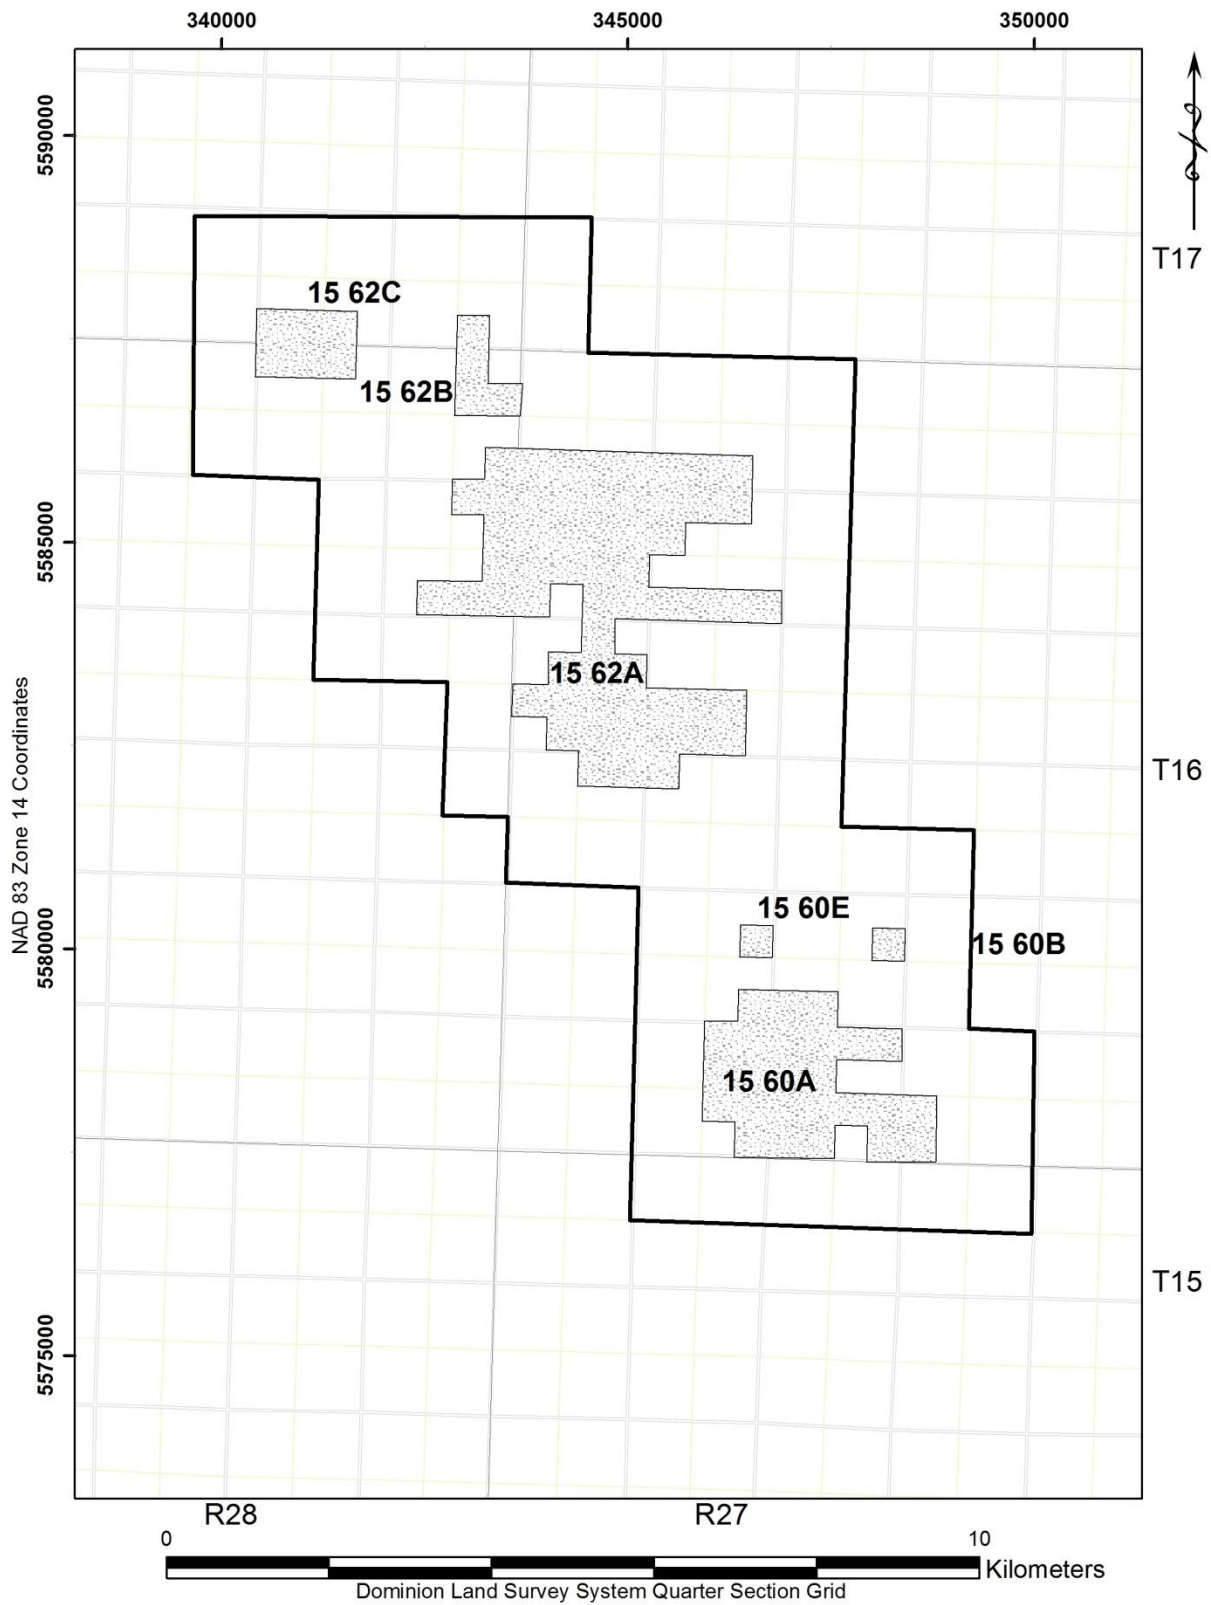 340000 345000 350000
5590000
T17
15 62C
15 62B
5585000
15 62A
T16
NAD 83 Zone 14 Coordinates
15 60E
15 60B
5580000
15 60A
T15
5575000
R28 R27
0 10
Kilometers
Dominion Land Survey System Quarter Section Grid